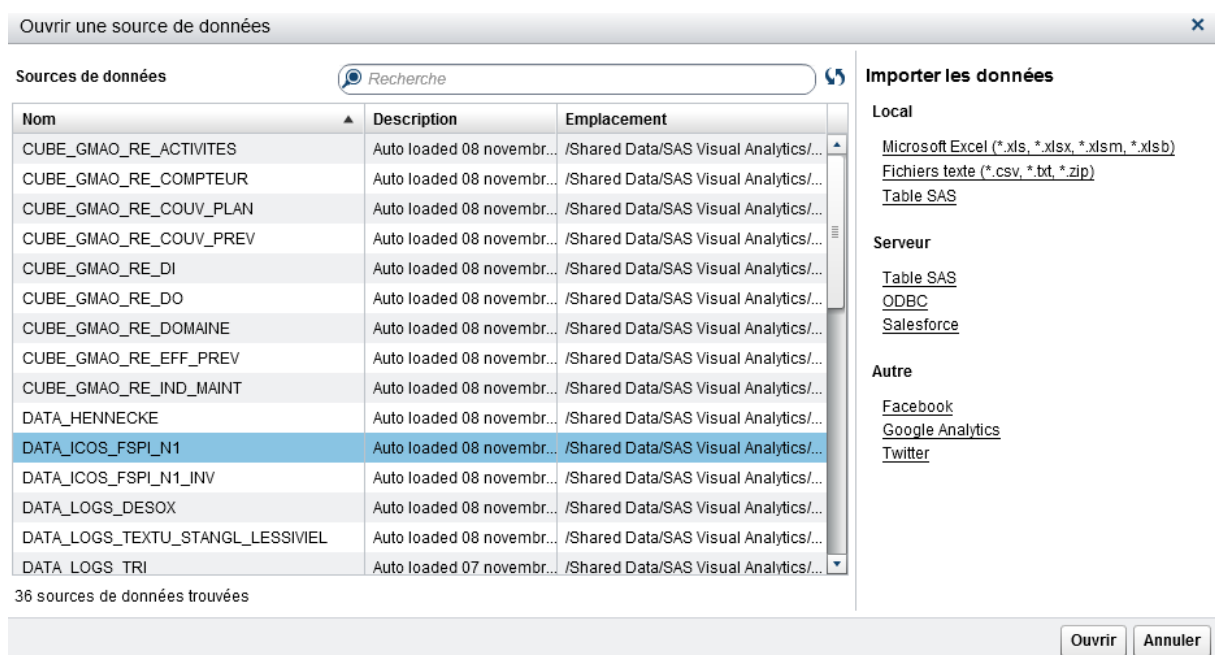 Ouvrir une source de données
Sources de données
Recherche
Nom Description Emplacement
CUBE_GMAO_RE_ACTIVITES Auto loaded 08 novembr... /Shared Data/SAS Visual Analytics/...
CUBE_GMAO_RE_COMPTEUR Auto loaded 08 novembr... /Shared Data/SAS Visual Analytics/...
CUBE_GMAO_RE_COUV_PLAN Auto loaded 08 novembr... /Shared Data/SAS Visual Analytics/...
CUBE_GMAO_RE_COUV_PREV Auto loaded 08 novembr... /Shared Data/SAS Visual Analytics/...
CUBE_GMAO_RE_DI Auto loaded 08 novembr... /Shared Data/SAS Visual Analytics/...
CUBE_GMAO_RE_DO Auto loaded 08 novembr... /Shared Data/SAS Visual Analytics/...
CUBE_GMAO_RE_DOMAINE Auto loaded 08 novembr... /Shared Data/SAS Visual Analytics/...
CUBE_GMAO_RE_EFF_PREV Auto loaded 08 novembr... /Shared Data/SAS Visual Analytics/...
CUBE_GMAO_RE_IND_MAINT Auto loaded 08 novembr... /Shared Data/SAS Visual Analytics/...
DATA_HENNECKE Auto loaded 08 novembr... /Shared Data/SAS Visual Analytics/...
DATA_ICOS_FSPI_N1 Auto loaded 08 novembr... /Shared Data/SAS Visual Analytics/...
DATA_ICOS_FSPI_N1_INV Auto loaded 08 novembr... /Shared Data/SAS Visual Analytics/...
DATA_LOGS_DESOX Auto loaded 08 novembr... /Shared Data/SAS Visual Analytics/...
DATA_LOGS_TEXTU_STANGL_LESSIVIEL Auto loaded 08 novembr... /Shared Data/SAS Visual Analytics/...
DATA_LOGS_TRI Auto loaded 07 novembr... /Shared Data/SAS Visual Analytics/...
36 sources de données trouvées
Importer les données
Local
Microsoft Excel (*.xls, *.xlsx, *.xlsm, *.xlsb)
Fichiers texte (*.csv, *.txt, *.zip)
Table SAS
Serveur
Table SAS
ODBC
Salesforce
Autre
Facebook
Google Analytics
Twitter
Ouvrir Annuler